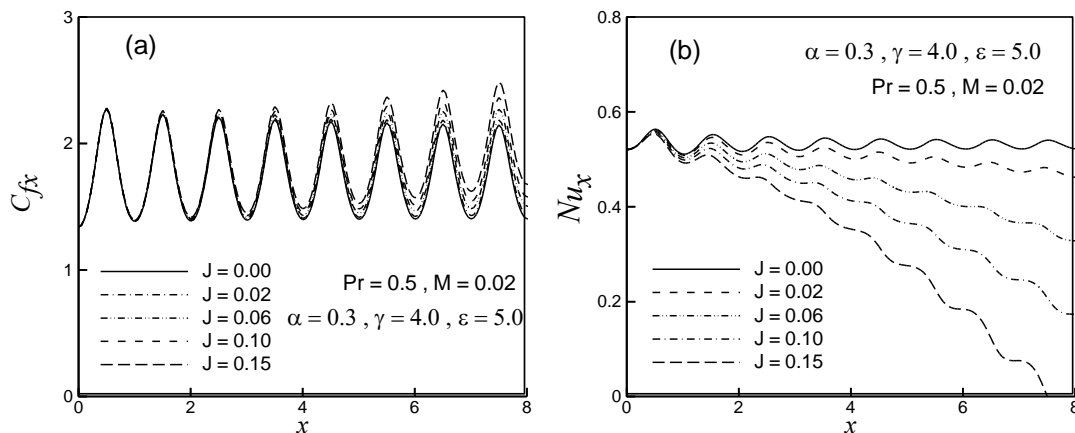 3
(a)
2
C_fx
1
J = 0.00
J = 0.02
J = 0.06
J = 0.10
J = 0.15
Pr = 0.5 , M = 0.02
α = 0.3 , γ = 4.0 , ε = 5.0
0
0 2 4 6 8
x
0.8
(b)
α = 0.3 , γ = 4.0 , ε = 5.0
Pr = 0.5 , M = 0.02
0.6
Nu_x
0.4
0.2
J = 0.00
J = 0.02
J = 0.06
J = 0.10
J = 0.15
0
0 2 4 6 8
x